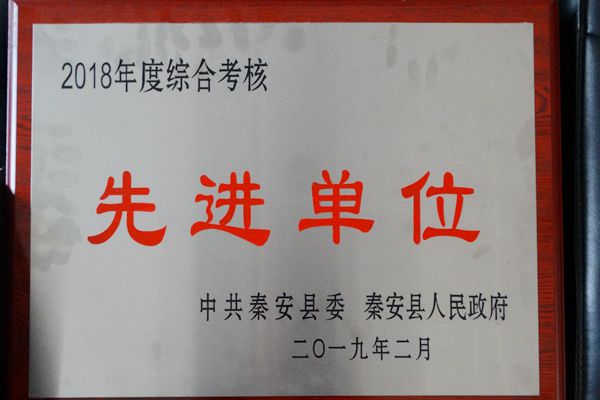 2018年度综合考核
先进单位
中共秦安县委 秦安县人民政府
二〇一九年二月